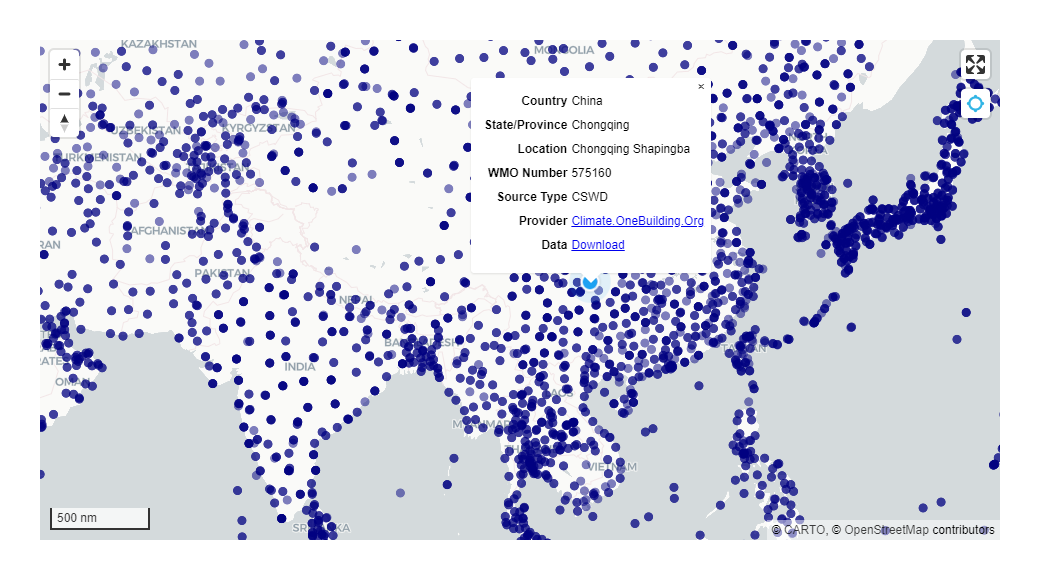 KAZAKHSTAN
MONGOLIA
+
−
×
Country China
State/Province Chongqing
Location Chongqing Shapingba
WMO Number 575160
Source Type CSWD
Provider Climate.OneBuilding.Org
Data Download
UZBEKISTAN
KYRGYZSTAN
TURKMENISTAN
AFGHANISTAN
PAKISTAN
NEPAL
BANGLADESH
INDIA
OMAN
MYANMAR
LAOS
VIETNAM
TAIWAN
SRI LANKA
500 nm
© CARTO, © OpenStreetMap contributors